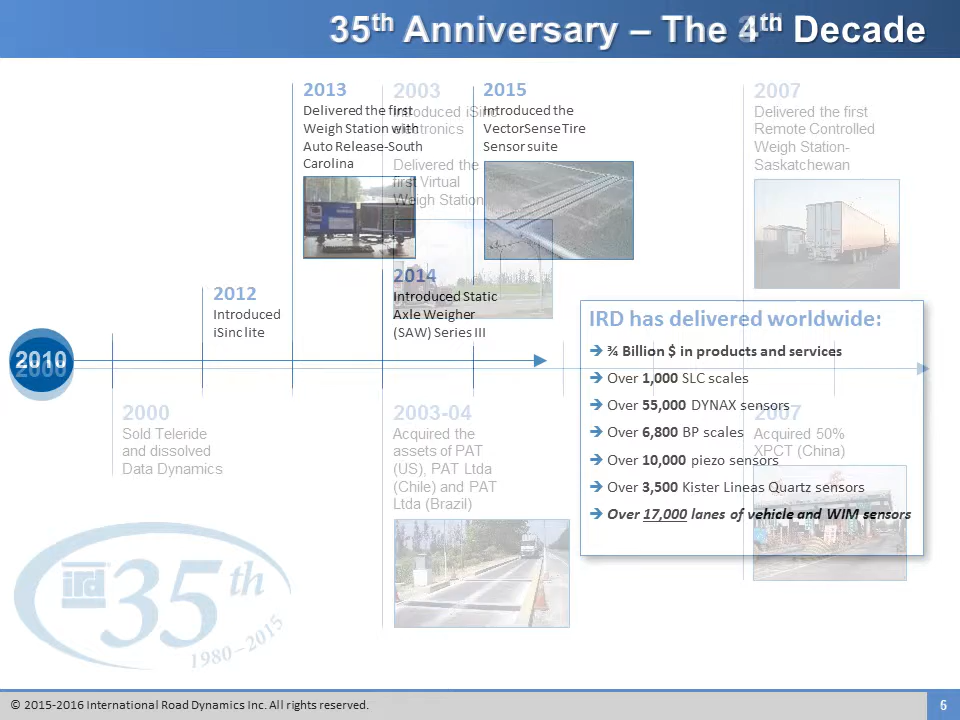 35th Anniversary – The 4th Decade
2013
Delivered the first
Weigh Station with
Auto Release-South
Carolina
2003
Introduced iSinc
electronics
Delivered the
first Virtual
Weigh Station
2015
Introduced the
VectorSense Tire
Sensor suite
2007
Delivered the first
Remote Controlled
Weigh Station-
Saskatchewan
2012
Introduced
iSinc lite
2014
Introduced Static
Axle Weigher
(SAW) Series III
IRD has delivered worldwide:
➔ ¾ Billion $ in products and services
➔ Over 1,000 SLC scales
➔ Over 55,000 DYNAX sensors
➔ Over 6,800 BP scales
➔ Over 10,000 piezo sensors
➔ Over 3,500 Kister Lineas Quartz sensors
➔ Over 17,000 lanes of vehicle and WIM sensors
2010
2000
2000
Sold Teleride
and dissolved
Data Dynamics
2003-04
Acquired the
assets of PAT
(US), PAT Ltda
(Chile) and PAT
Ltda (Brazil)
2007
Acquired 50%
XPCT (China)
ird 35th
1980–2015
© 2015-2016 International Road Dynamics Inc. All rights reserved.